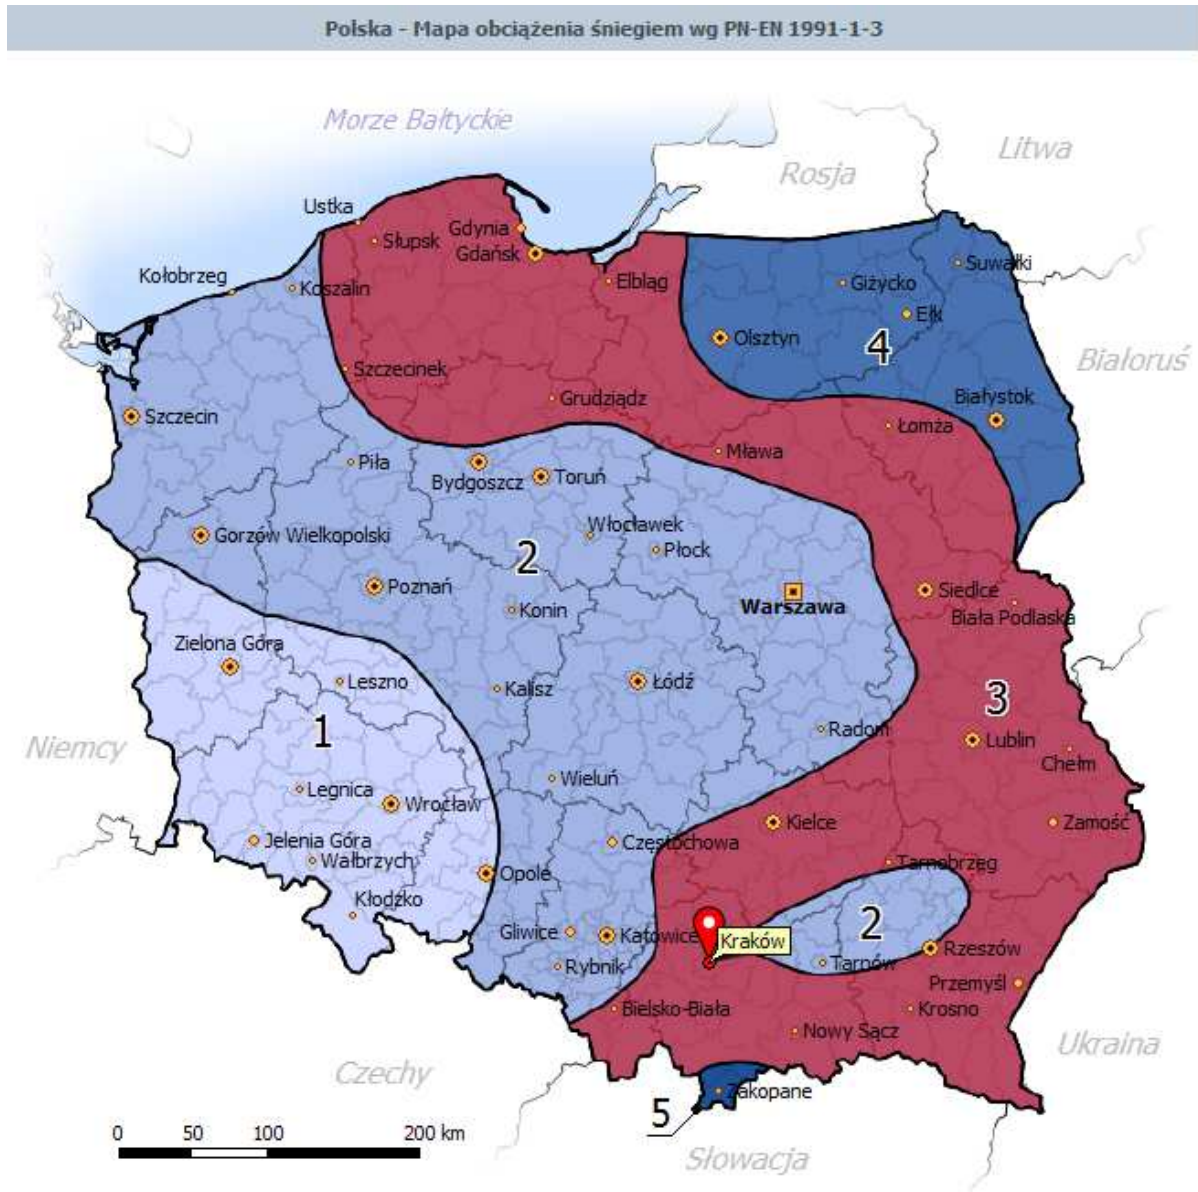 Polska - Mapa obciążenia śniegiem wg PN-EN 1991-1-3
Morze Bałtyckie
Litwa
Rosja
Ustka
Gdynia
Słupsk
Gdańsk
Suwałki
Kołobrzeg
Koszalin
Elbląg
Giżycko
Ełk
Olsztyn
4
Białoruś
Szczecinek
Grudziądz
Białystok
Szczecin
Łomża
Mława
Piła
Bydgoszcz
Toruń
Włocławek
Gorzów Wielkopolski
Płock
2
Poznań
Siedlce
Konin
Warszawa
Biała Podlaska
Zielona Góra
Leszno
Kalisz
Łódź
3
1
Radom
Lublin
Niemcy
Chełm
Wieluń
Legnica
Wrocław
Kielce
Zamość
Jelenia Góra
Częstochowa
Wałbrzych
Tarnobrzeg
Opole
Kłodzko
2
Gliwice
Katowice
Kraków
Rzeszów
Rybnik
Tarnów
Przemyśl
Bielsko-Biała
Krosno
Nowy Sącz
Ukraina
Czechy
Zakopane
5
0 50 100 200 km
Słowacja